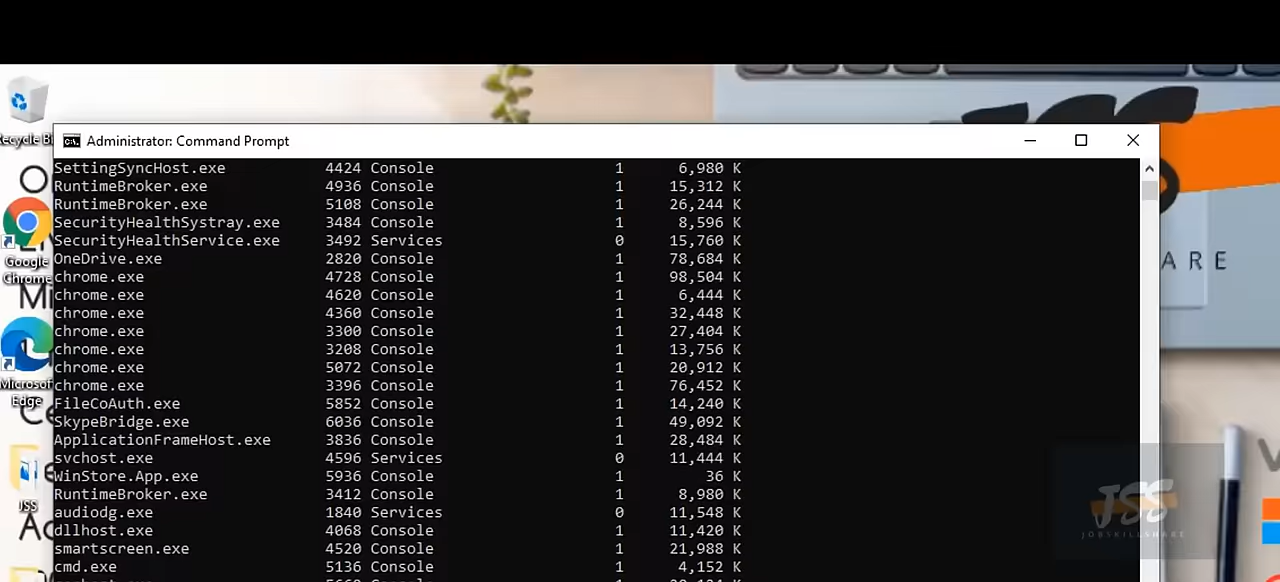 Recycle Bi
Administrator: Command Prompt
SettingSyncHost.exe 4424 Console 1 6,980 K
RuntimeBroker.exe 4936 Console 1 15,312 K
RuntimeBroker.exe 5108 Console 1 26,244 K
SecurityHealthSystray.exe 3484 Console 1 8,596 K
SecurityHealthService.exe 3492 Services 0 15,760 K
OneDrive.exe 2820 Console 1 78,684 K
chrome.exe 4728 Console 1 98,504 K
chrome.exe 4620 Console 1 6,444 K
chrome.exe 4360 Console 1 32,448 K
chrome.exe 3300 Console 1 27,404 K
chrome.exe 3208 Console 1 13,756 K
chrome.exe 5072 Console 1 20,912 K
chrome.exe 3396 Console 1 76,452 K
FileCoAuth.exe 5852 Console 1 14,240 K
SkypeBridge.exe 6036 Console 1 49,092 K
ApplicationFrameHost.exe 3836 Console 1 28,484 K
svchost.exe 4596 Services 0 11,444 K
WinStore.App.exe 5936 Console 1 36 K
RuntimeBroker.exe 3412 Console 1 8,980 K
audiodg.exe 1840 Services 0 11,548 K
dllhost.exe 4068 Console 1 11,420 K
smartscreen.exe 4520 Console 1 21,988 K
cmd.exe 5136 Console 1 4,152 K
Google
Chrome
Microsoft
Edge
JSS
ARE
JSS
JOBSKILLSHARE